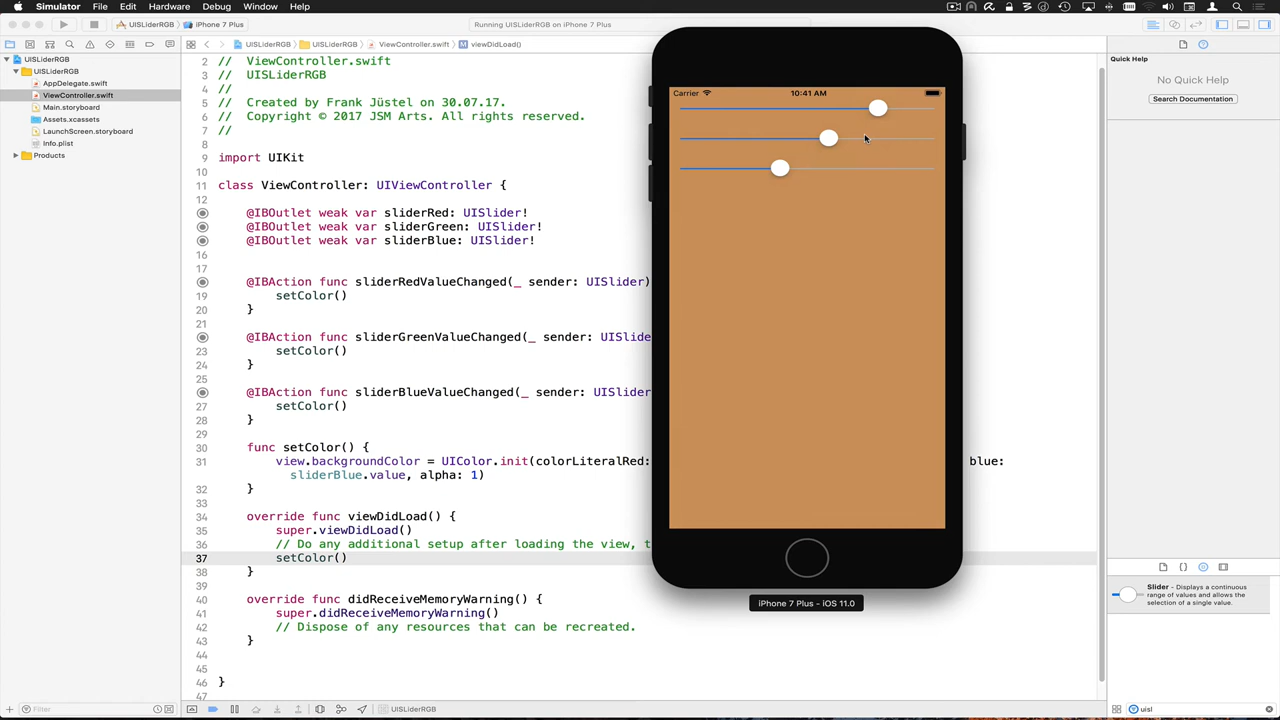 Simulator File Edit Hardware Debug Window Help
UISLiderRGB iPhone 7 Plus
Running UISLiderRGB on iPhone 7 Plus
UISLiderRGB UISLiderRGB ViewController.swift viewDidLoad()
UISLiderRGB
UISLiderRGB
AppDelegate.swift
ViewController.swift
Main.storyboard
Assets.xcassets
LaunchScreen.storyboard
Info.plist
Products
Filter
2 // ViewController.swift
3 // UISLiderRGB
4 //
5 // Created by Frank Jüstel on 30.07.17.
6 // Copyright © 2017 JSM Arts. All rights reserved.
7 //
8
9 import UIKit
10
11 class ViewController: UIViewController {
12
@IBOutlet weak var sliderRed: UISlider!
@IBOutlet weak var sliderGreen: UISlider!
@IBOutlet weak var sliderBlue: UISlider!
16
17
@IBAction func sliderRedValueChanged(_ sender: UISlider)
19 setColor()
20 }
21
@IBAction func sliderGreenValueChanged(_ sender: UISlide
23 setColor()
24 }
25
@IBAction func sliderBlueValueChanged(_ sender: UISlider
27 setColor()
28 }
29
30 func setColor() {
31 view.backgroundColor = UIColor.init(colorLiteralRed: blue:
sliderBlue.value, alpha: 1)
32 }
33
34 override func viewDidLoad() {
35 super.viewDidLoad()
36 // Do any additional setup after loading the view, t
37 setColor()
38 }
39
40 override func didReceiveMemoryWarning() {
41 super.didReceiveMemoryWarning()
42 // Dispose of any resources that can be recreated.
43 }
44
45
46 }
47
UISLiderRGB
Carrier 10:41 AM
iPhone 7 Plus - iOS 11.0
Quick Help
No Quick Help
Search Documentation
Slider - Displays a continuous
range of values and allows the
selection of a single value.
uisl